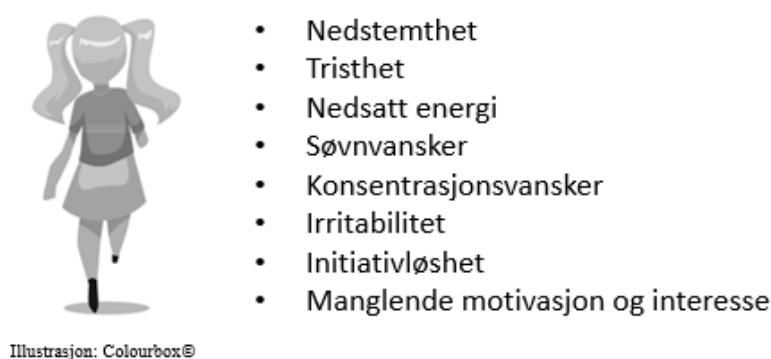 • Nedstemthet
• Tristhet
• Nedsatt energi
• Søvnvansker
• Konsentrasjonsvansker
• Irritabilitet
• Initiativløshet
• Manglende motivasjon og interesse
Illustrasjon: Colourbox©